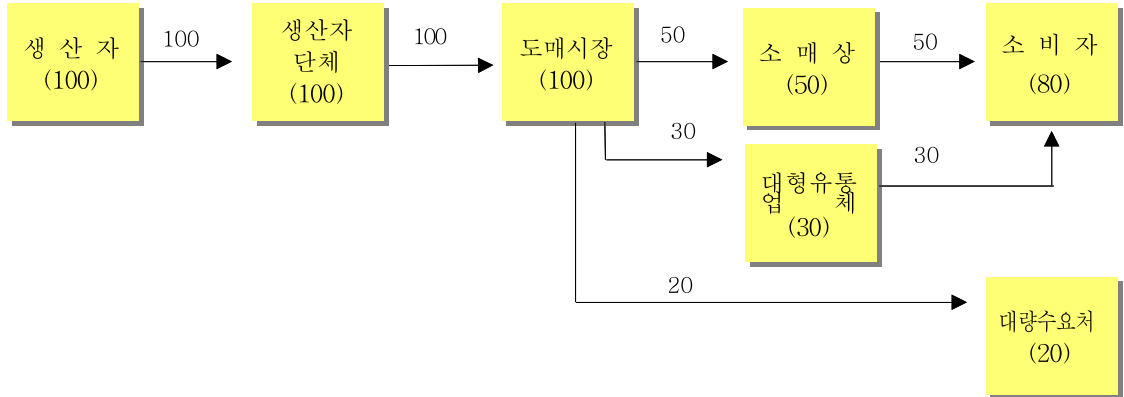 생 산 자
(100)
100
생산자
단체
(100)
100
도매시장
(100)
50
소 매 상
(50)
50
소 비 자
(80)
30
대형유통
업 체
(30)
30
20
대량수요처
(20)